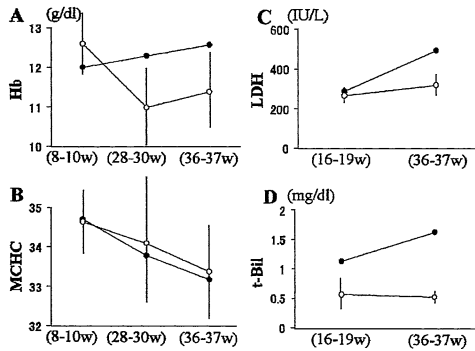 A (g/dl)
13
12
11
10
Hb
(8-10w) (28-30w) (36-37w)
B
35
34
33
32
MCHC
(8-10w) (28-30w) (36-37w)
C (IU/L)
600
400
200
0
LDH
(16-19w) (36-37w)
D (mg/dl)
2
1.5
1
0.5
0
t-Bil
(16-19w) (36-37w)